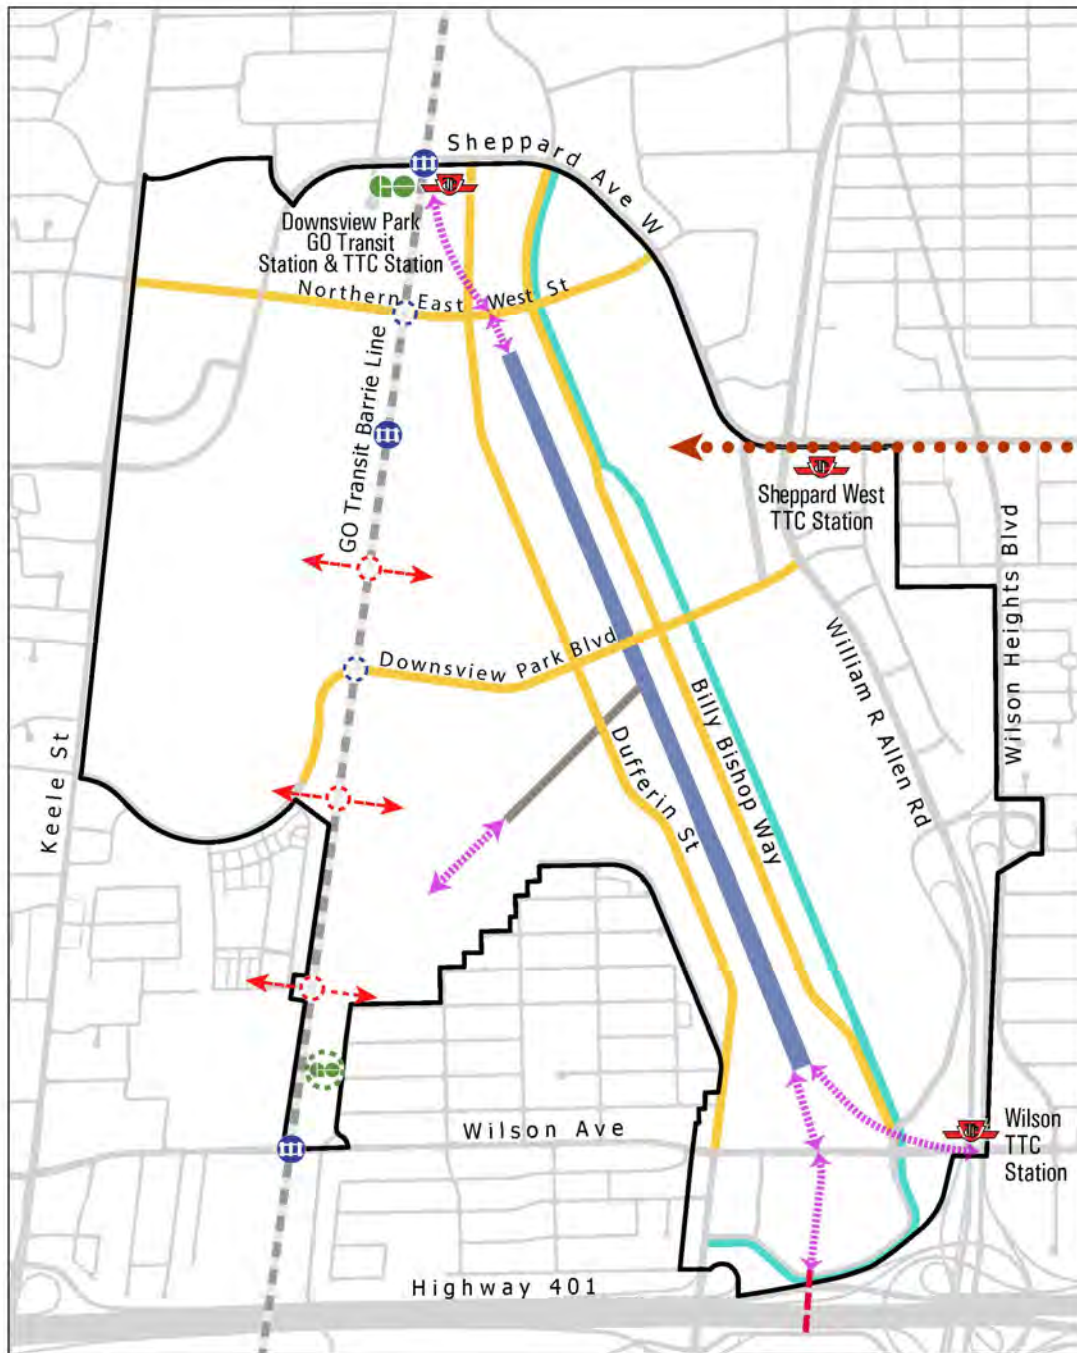 Sheppard Ave W
Downsview Park
GO Transit
Station & TTC Station
Northern East West St
GO Transit Barrie Line
Sheppard West
TTC Station
Wilson Heights Blvd
William R Allen Rd
Downsview Park Blvd
Billy Bishop Way
Dufferin St
Keele St
Wilson Ave
Wilson
TTC
Station
Highway 401